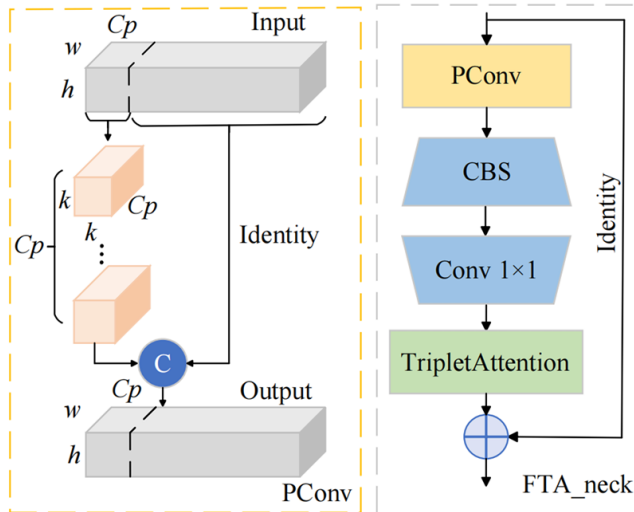 Cp
Input
w
h
k
Cp
k
Cp
Identity
C
Cp
Output
w
h
PConv
PConv
CBS
Conv 1×1
TripletAttention
Identity
FTA_neck